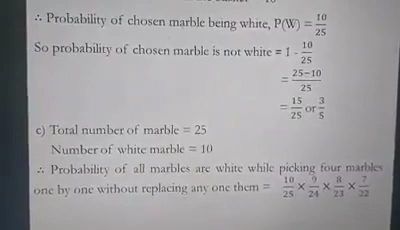 ∴ Probability of chosen marble being white, P(W) = 10/25
So probability of chosen marble is not white = 1 - 10/25
= 25−10/25
= 15/25 or 3/5
c) Total number of marble = 25
Number of white marble = 10
∴ Probability of all marbles are white while picking four marbles
one by one without replacing any one them = 10/25 × 9/24 × 8/23 × 7/22